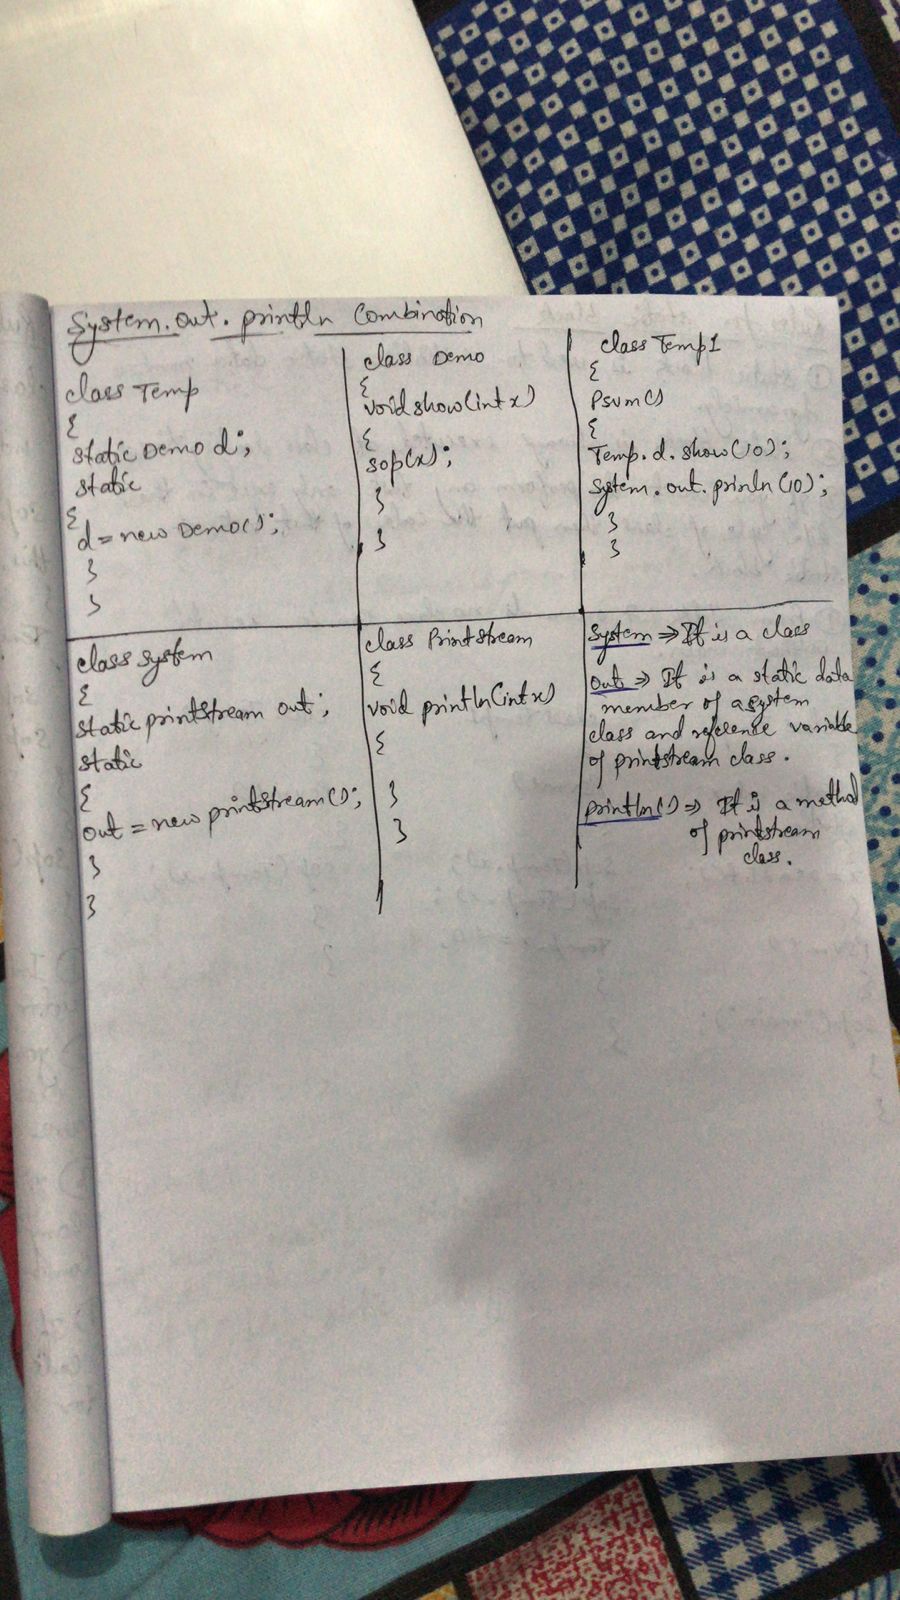 System.out.println Combination
class Temp
{
static Demo d;
static
{
d = new Demo();
}
}
class Demo
{
void show(int x)
{
sop(x);
}
}
class Temp1
{
Psvm()
{
Temp.d.show(10);
System.out.prinln(10);
}
}
class system
{
static printstream out;
static
{
out = new printstream();
}
}
class Printstream
{
void println(int x)
{
}
}
System ⇒ It is a class
out ⇒ It is a static data
member of a system
class and reference variable
of printstream class.
println() ⇒ It is a method
of printstream
class.